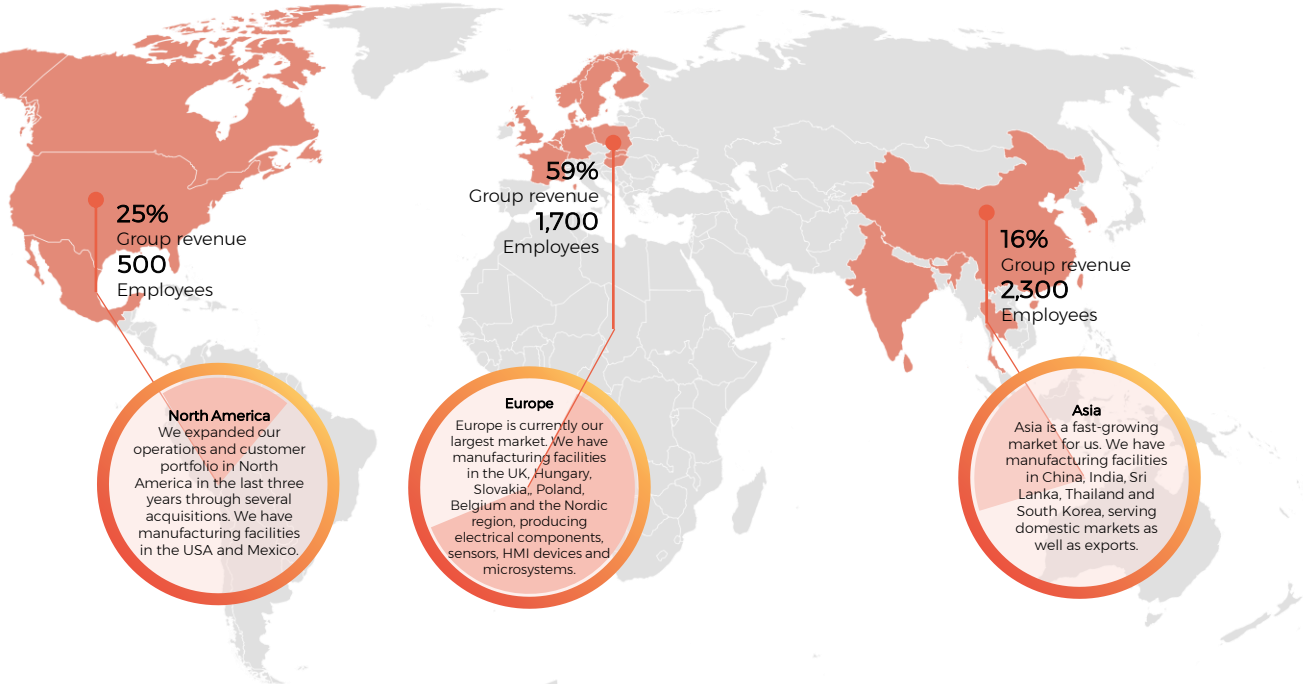 25%
Group revenue
500
Employees
59%
Group revenue
1,700
Employees
16%
Group revenue
2,300
Employees
North America
We expanded our
operations and customer
portfolio in North
America in the last three
years through several
acquisitions. We have
manufacturing facilities
in the USA and Mexico.
Europe
Europe is currently our
largest market. We have
manufacturing facilities
in the UK, Hungary,
Slovakia,, Poland,
Belgium and the Nordic
region, producing
electrical components,
sensors, HMI devices and
microsystems.
Asia
Asia is a fast-growing
market for us. We have
manufacturing facilities
in China, India, Sri
Lanka, Thailand and
South Korea, serving
domestic markets as
well as exports.